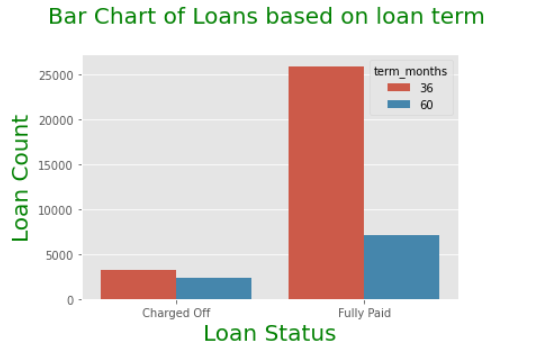 Bar Chart of Loans based on loan term
term_months
36
60
25000
20000
15000
10000
5000
0
Loan Count
Charged Off
Fully Paid
Loan Status